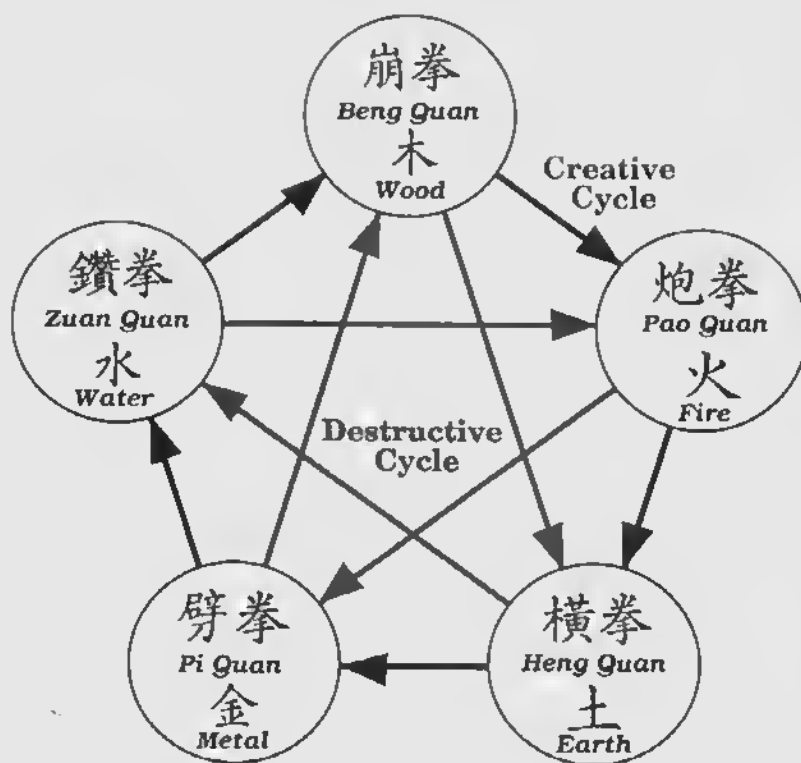 崩拳
Beng Quan
木
Wood
Creative
Cycle
鑽拳
Zuan Quan
水
Water
炮拳
Pao Quan
火
Fire
Destructive
Cycle
劈拳
Pi Quan
金
Metal
橫拳
Heng Quan
土
Earth